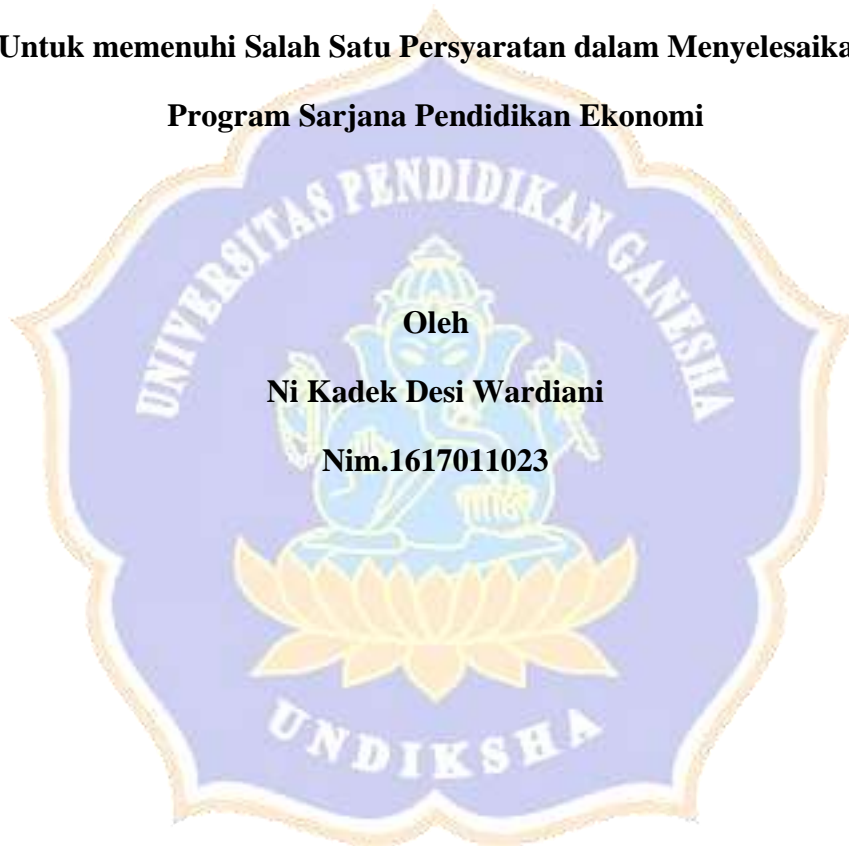 Untuk memenuhi Salah Satu Persyaratan dalam Menyelesaika
Program Sarjana Pendidikan Ekonomi
UNIVERSITAS PENDIDIKAN GANESHA
Oleh
Ni Kadek Desi Wardiani
Nim.1617011023
UNDIKSHA